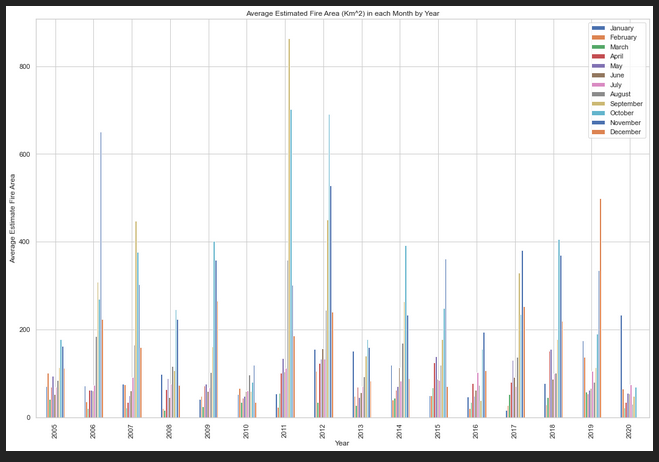 Average Estimated Fire Area (Km^2) in each Month by Year
January
February
March
April
May
June
July
August
September
October
November
December
800
600
400
200
0
Average Estimate Fire Area
2005
2006
2007
2008
2009
2010
2011
2012
2013
2014
2015
2016
2017
2018
2019
2020
Year